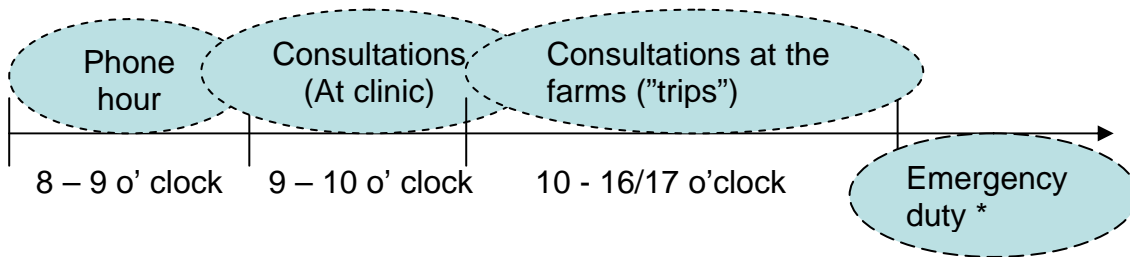 Phone
hour
Consultations
(At clinic)
Consultations at the
farms (”trips”)
8 – 9 o’ clock
9 – 10 o’ clock
10 - 16/17 o’clock
Emergency
duty *